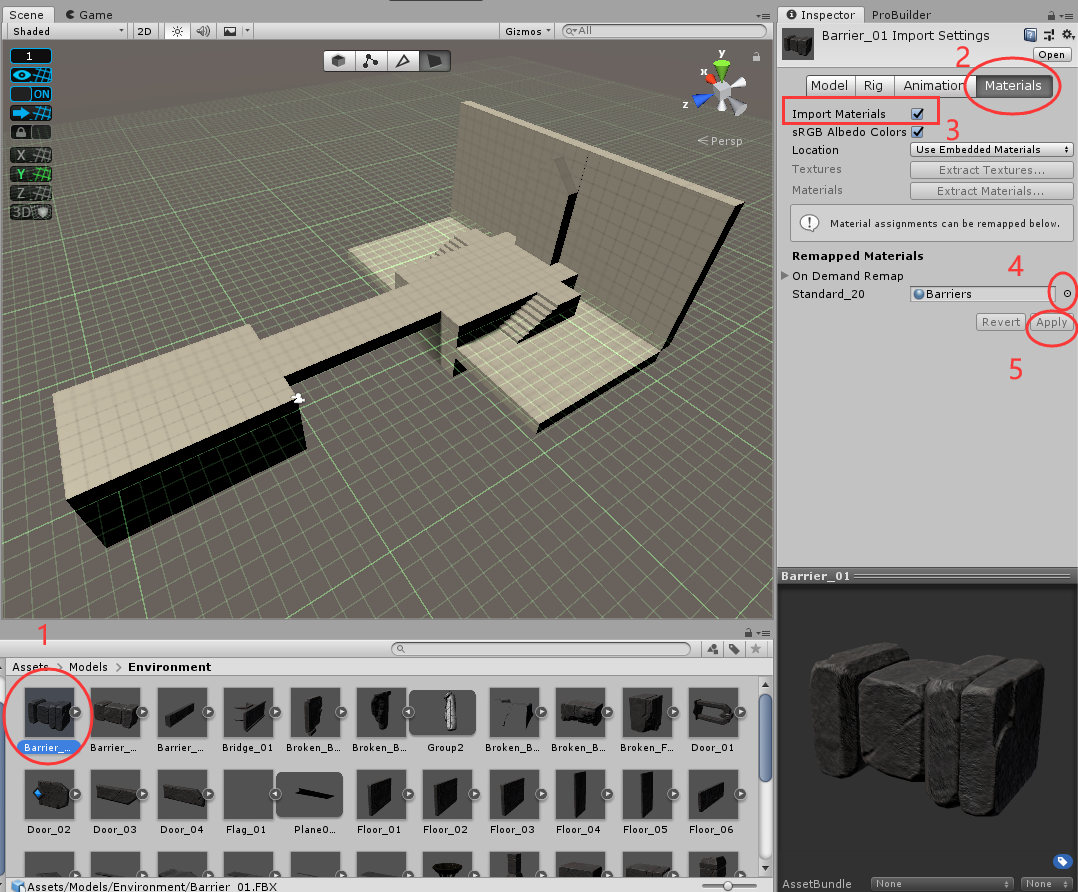 Scene
Game
Shaded
2D
Gizmos
All
1
ON
X
Y
Z
3D
y
x
z
< Persp
Inspector
ProBuilder
Barrier_01 Import Settings
Open
2
Model
Rig
Animation
Materials
Import Materials
3
sRGB Albedo Colors
Location
Use Embedded Materials
Textures
Extract Textures...
Materials
Extract Materials...
Material assignments can be remapped below.
Remapped Materials
4
On Demand Remap
Standard_20
Barriers
Revert
Apply
5
1
Assets > Models > Environment
Barrier_...
Barrier_...
Barrier_...
Bridge_01
Broken_B...
Broken_B...
Group2
Broken_B...
Broken_B...
Broken_F...
Door_01
Door_02
Door_03
Door_04
Flag_01
Plane0...
Floor_01
Floor_02
Floor_03
Floor_04
Floor_05
Floor_06
Assets/Models/Environment/Barrier_01.FBX
Barrier_01
AssetBundle
None
None